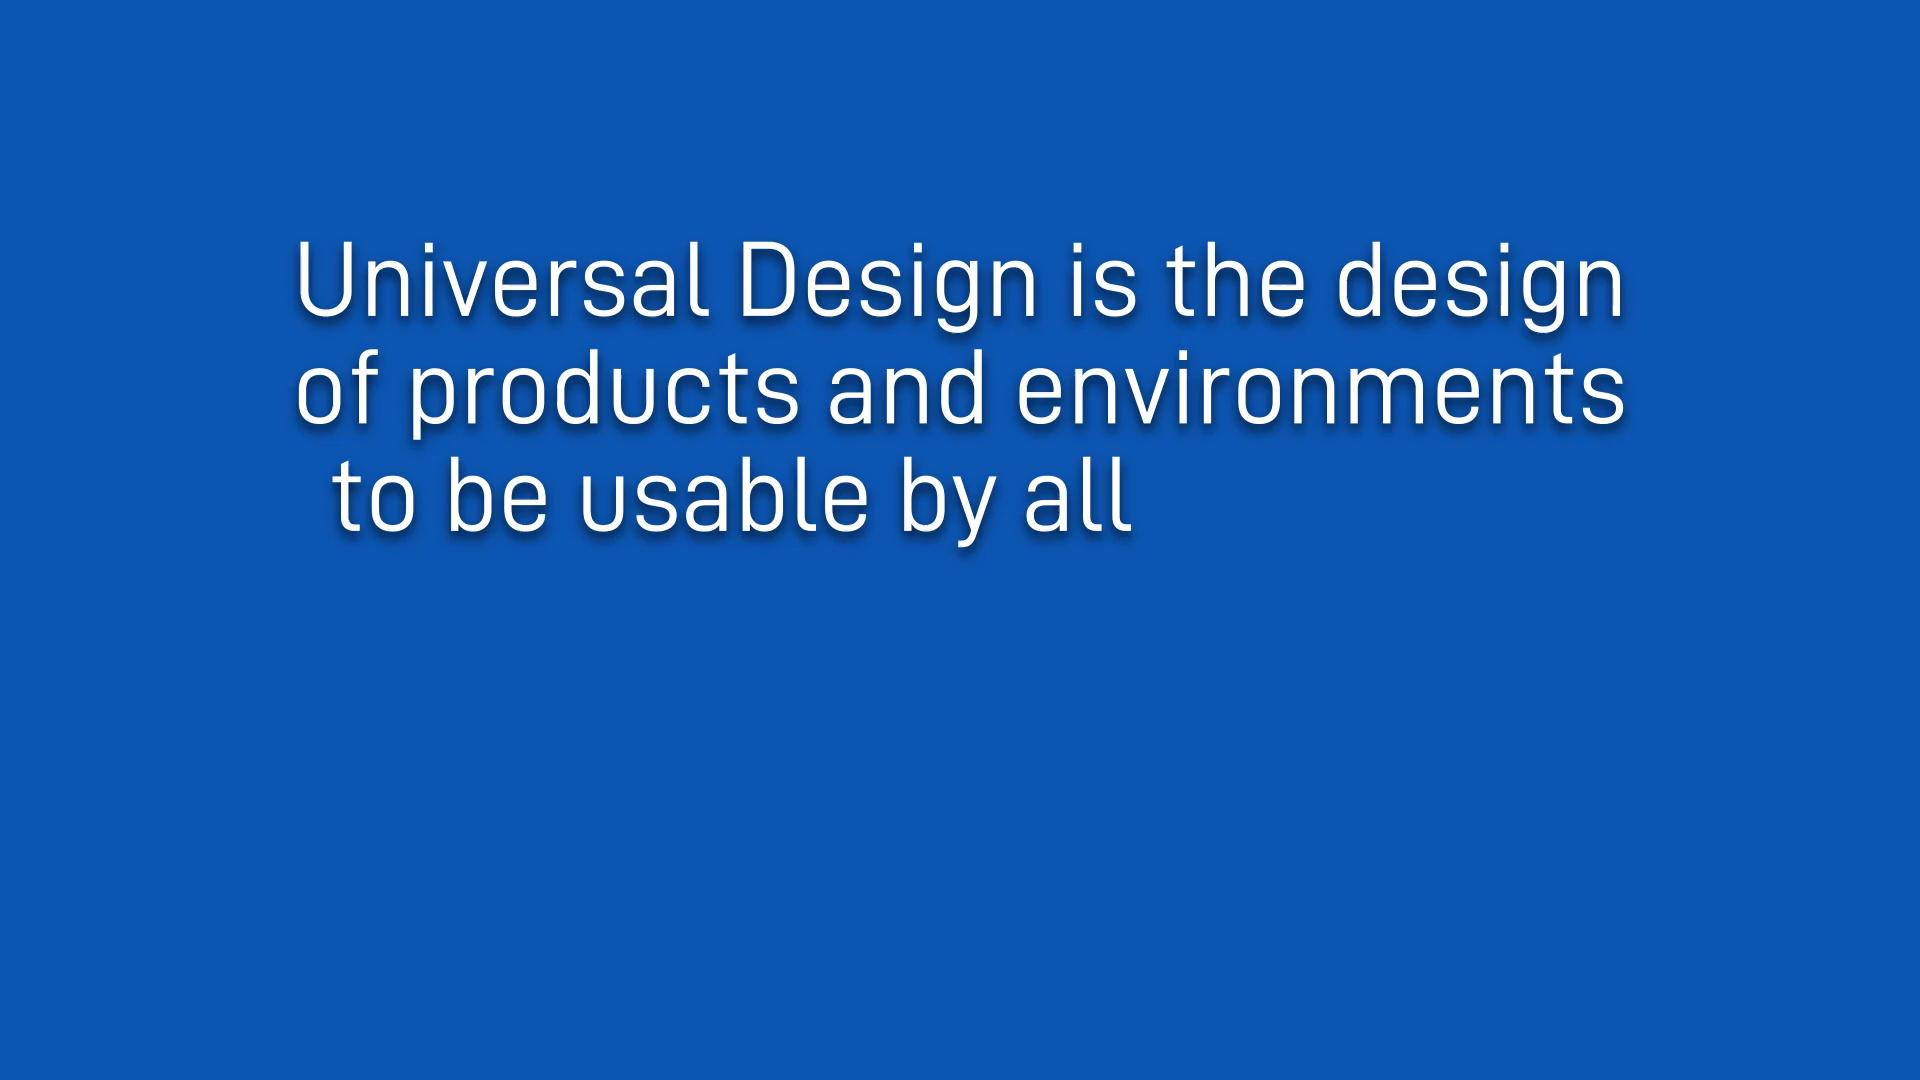 Universal Design is the design
of products and environments
to be usable by all